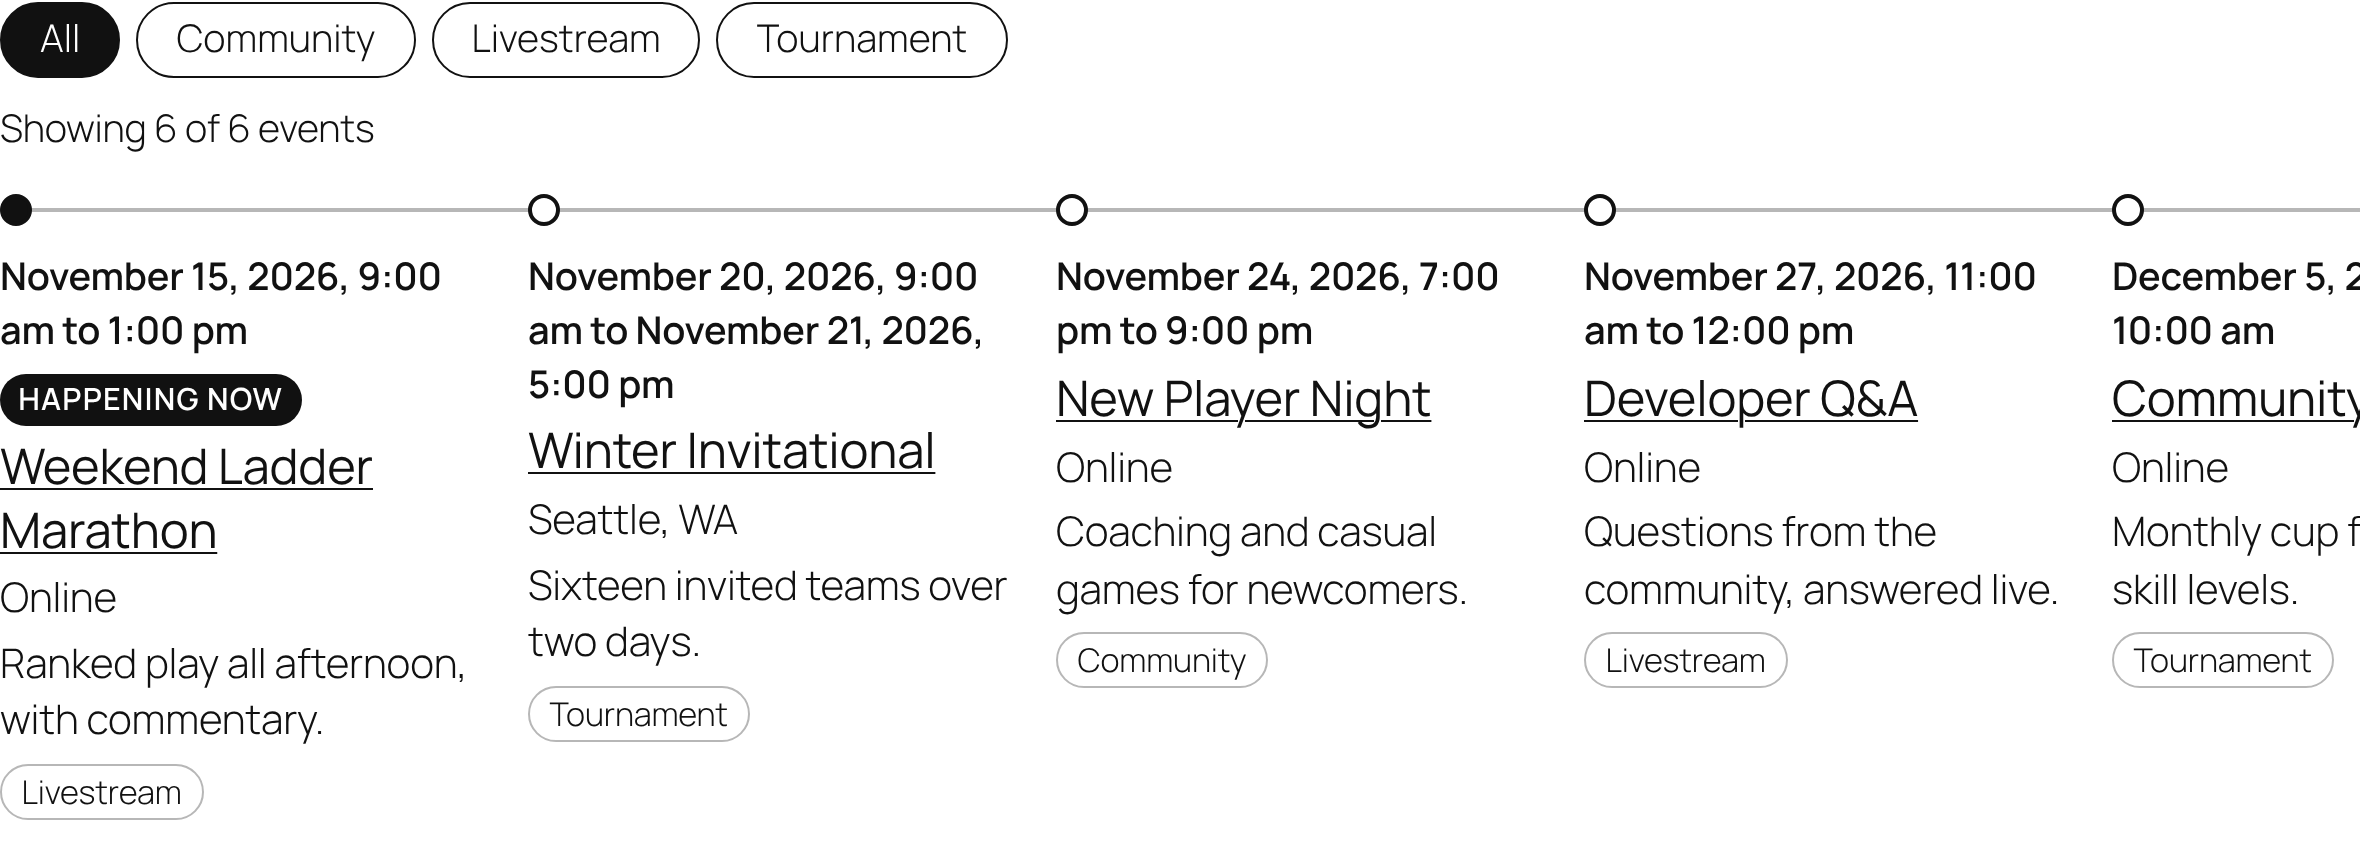 All
Community
Livestream
Tournament
Showing 6 of 6 events
November 15, 2026, 9:00
am to 1:00 pm
HAPPENING NOW
Weekend Ladder
Marathon
Online
Ranked play all afternoon,
with commentary.
Livestream
November 20, 2026, 9:00
am to November 21, 2026,
5:00 pm
Winter Invitational
Seattle, WA
Sixteen invited teams over
two days.
Tournament
November 24, 2026, 7:00
pm to 9:00 pm
New Player Night
Online
Coaching and casual
games for newcomers.
Community
November 27, 2026, 11:00
am to 12:00 pm
Developer Q&A
Online
Questions from the
community, answered live.
Livestream
December 5,
10:00 am
Community
Online
Monthly cup
skill levels.
Tournament